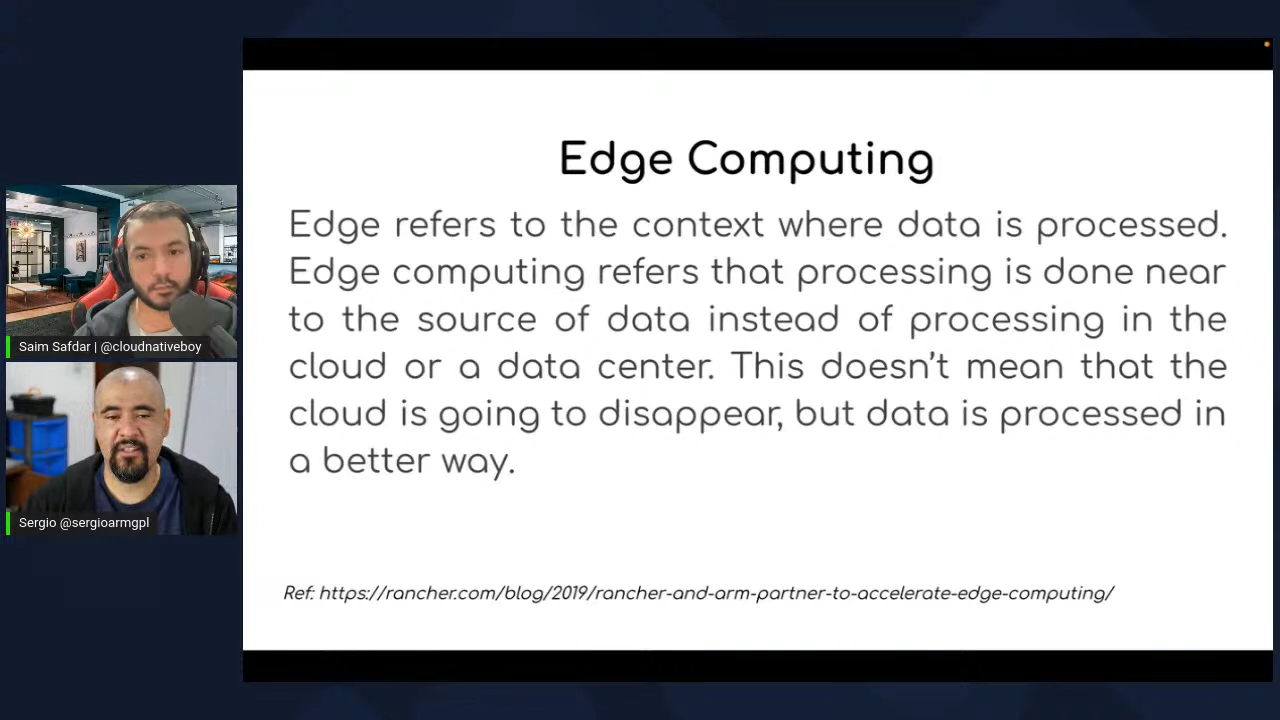 Edge Computing
Edge refers to the context where data is processed.
Edge computing refers that processing is done near
to the source of data instead of processing in the
cloud or a data center. This doesn’t mean that the
cloud is going to disappear, but data is processed in
a better way.
Ref: https://rancher.com/blog/2019/rancher-and-arm-partner-to-accelerate-edge-computing/
Saim Safdar | @cloudnativeboy
Sergio @sergioarmgpl